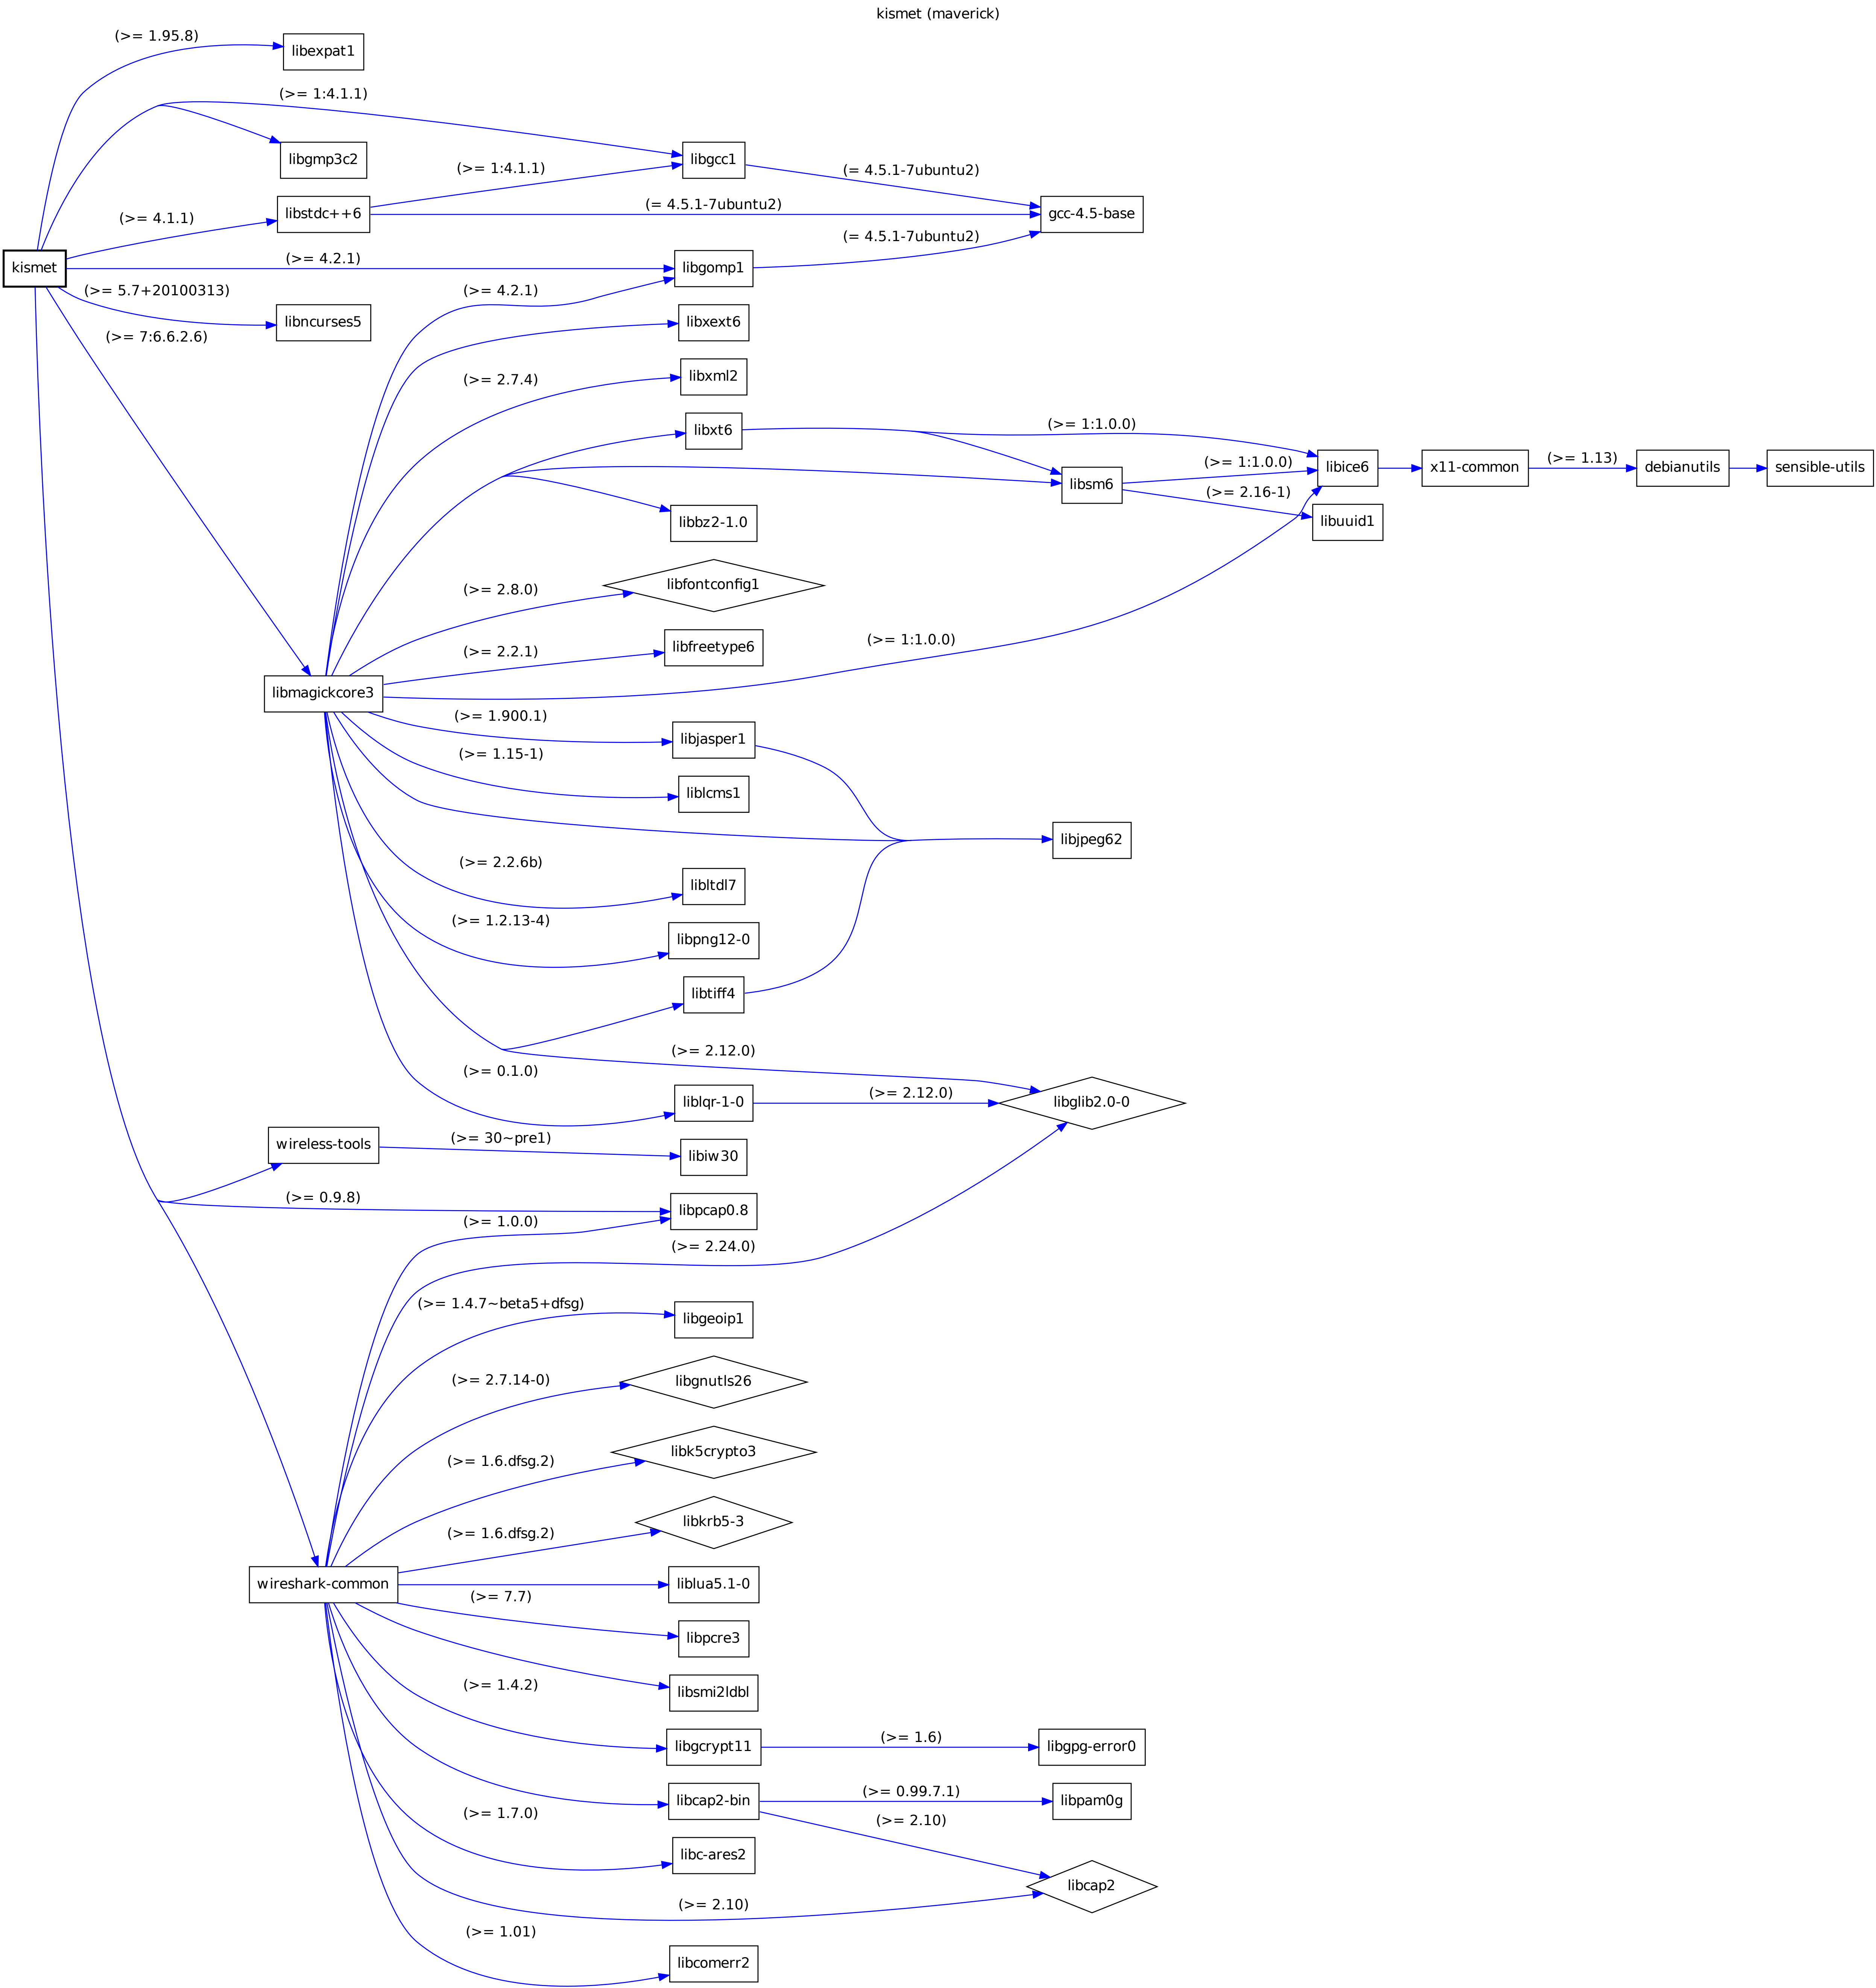 kismet (maverick)
(>= 1.95.8)
libexpat1
(>= 1:4.1.1)
libgmp3c2
libgcc1
(>= 1:4.1.1)
(= 4.5.1-7ubuntu2)
(>= 4.1.1)
libstdc++6
(= 4.5.1-7ubuntu2)
gcc-4.5-base
(= 4.5.1-7ubuntu2)
kismet
(>= 4.2.1)
libgomp1
(>= 5.7+20100313)
(>= 4.2.1)
libncurses5
libxext6
(>= 7:6.6.2.6)
(>= 2.7.4)
libxml2
libxt6
(>= 1:1.0.0)
(>= 1:1.0.0)
libice6
x11-common
(>= 1.13)
debianutils
sensible-utils
libsm6
(>= 2.16-1)
libbz2-1.0
libuuid1
(>= 2.8.0)
libfontconfig1
(>= 2.2.1)
libfreetype6
(>= 1:1.0.0)
libmagickcore3
(>= 1.900.1)
libjasper1
(>= 1.15-1)
liblcms1
libjpeg62
(>= 2.2.6b)
libltdl7
(>= 1.2.13-4)
libpng12-0
libtiff4
(>= 2.12.0)
(>= 0.1.0)
liblqr-1-0
(>= 2.12.0)
libglib2.0-0
wireless-tools
(>= 30~pre1)
libiw30
(>= 0.9.8)
libpcap0.8
(>= 1.0.0)
(>= 2.24.0)
(>= 1.4.7~beta5+dfsg)
libgeoip1
(>= 2.7.14-0)
libgnutls26
(>= 1.6.dfsg.2)
libk5crypto3
(>= 1.6.dfsg.2)
libkrb5-3
wireshark-common
liblua5.1-0
(>= 7.7)
libpcre3
(>= 1.4.2)
libsmi2ldbl
libgcrypt11
(>= 1.6)
libgpg-error0
libcap2-bin
(>= 0.99.7.1)
libpam0g
(>= 1.7.0)
(>= 2.10)
libc-ares2
libcap2
(>= 2.10)
(>= 1.01)
libcomerr2